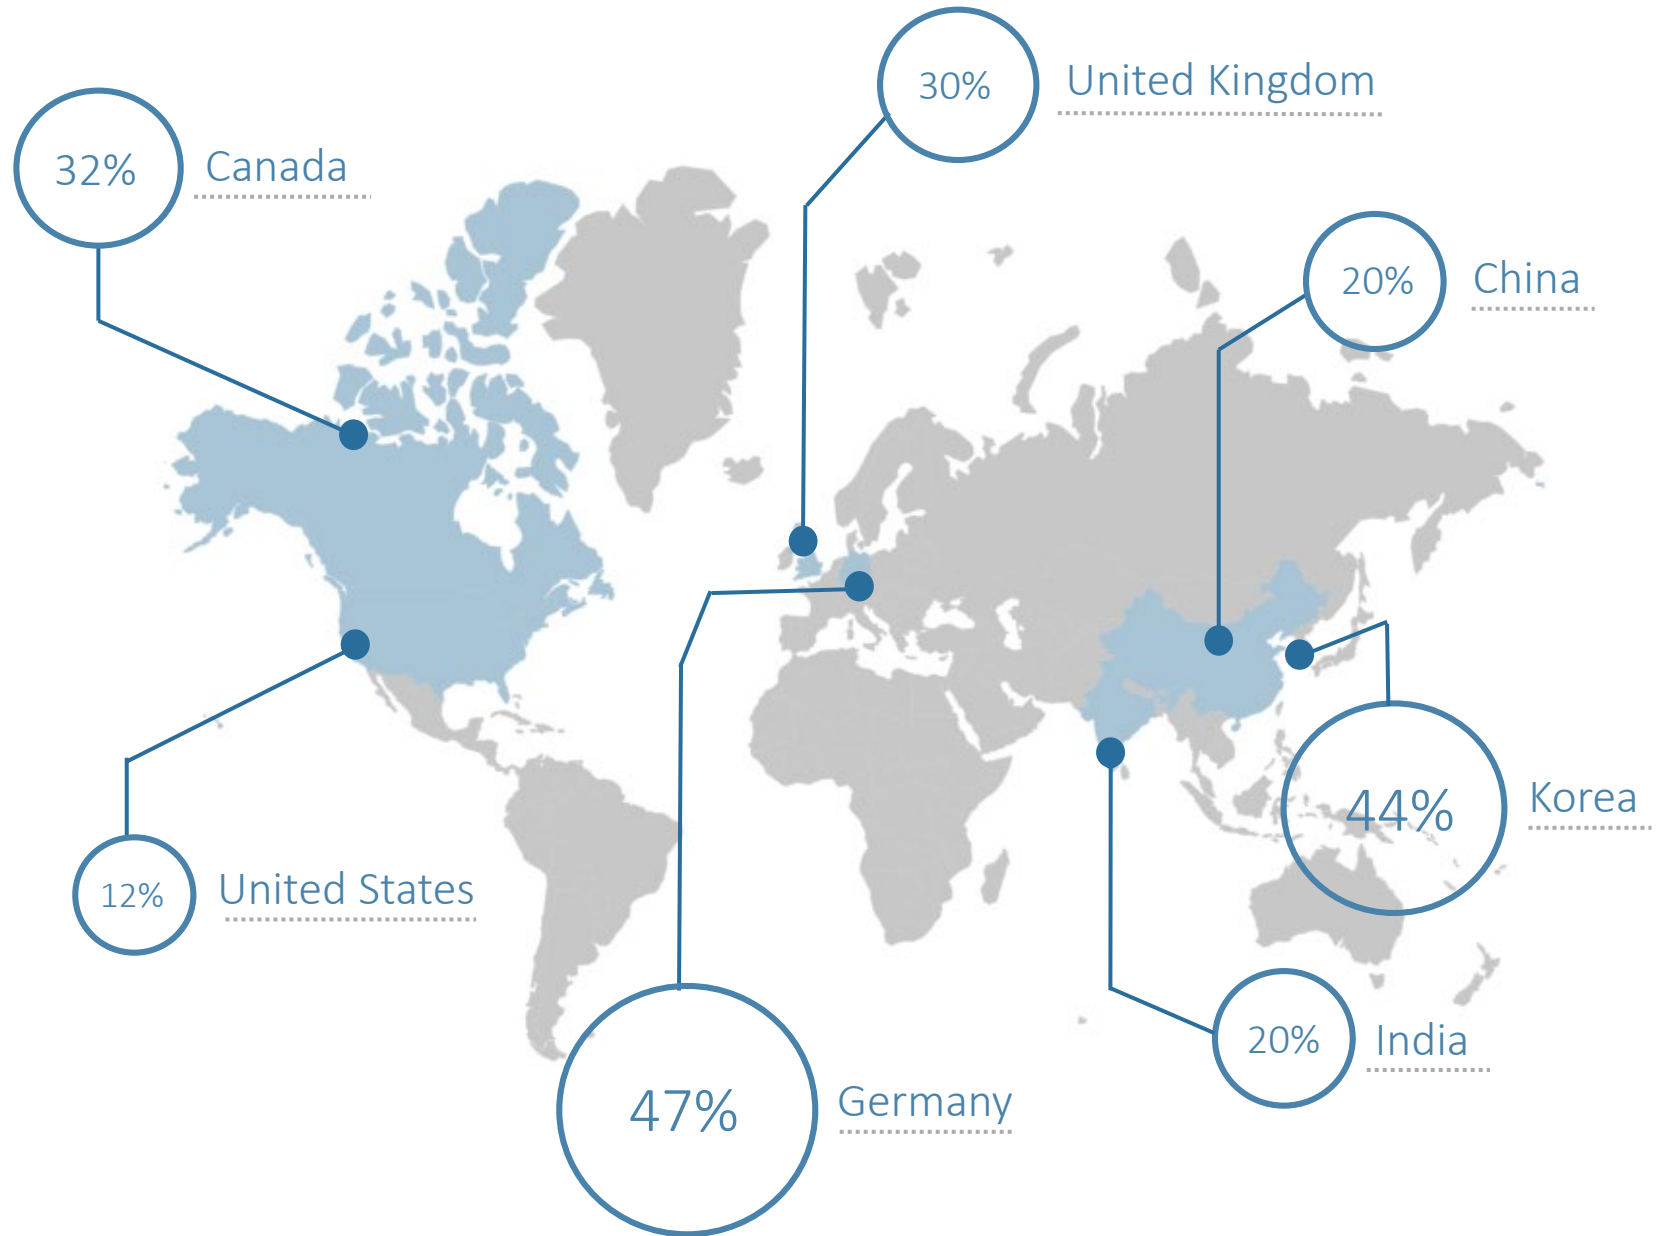 30%
United Kingdom
32%
Canada
20%
China
44%
Korea
12%
United States
20%
India
47%
Germany